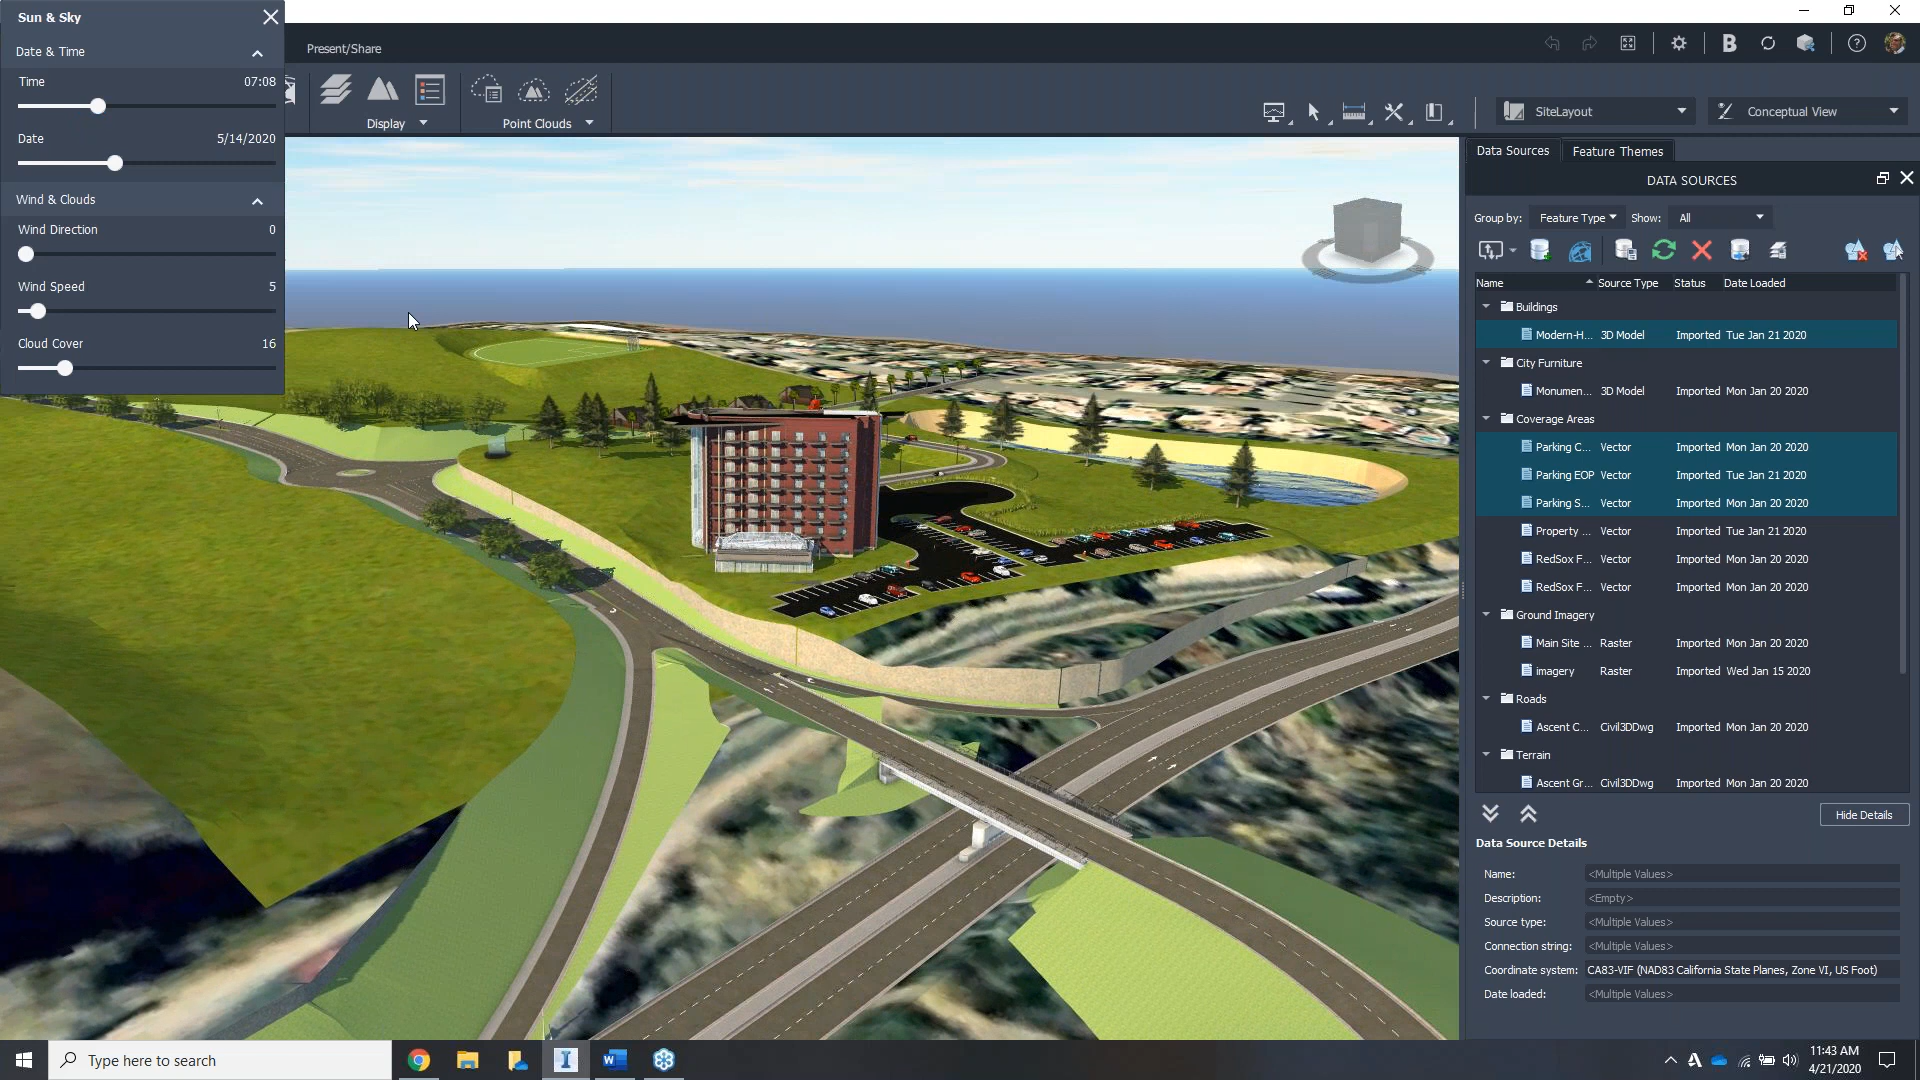 Sun & Sky
Date & Time
Time 07:08
Date 5/14/2020
Wind & Clouds
Wind Direction 0
Wind Speed 5
Cloud Cover 16
Present/Share
Display
Point Clouds
SiteLayout
Conceptual View
Data Sources Feature Themes
DATA SOURCES
Group by: Feature Type Show: All
Name Source Type Status Date Loaded
Buildings
Modern-H... 3D Model Imported Tue Jan 21 2020
City Furniture
Monumen... 3D Model Imported Mon Jan 20 2020
Coverage Areas
Parking C... Vector Imported Mon Jan 20 2020
Parking EOP Vector Imported Tue Jan 21 2020
Parking S... Vector Imported Mon Jan 20 2020
Property ... Vector Imported Tue Jan 21 2020
RedSox F... Vector Imported Mon Jan 20 2020
RedSox F... Vector Imported Mon Jan 20 2020
Ground Imagery
Main Site ... Raster Imported Mon Jan 20 2020
imagery Raster Imported Wed Jan 15 2020
Roads
Ascent C... Civil3DDwg Imported Mon Jan 20 2020
Terrain
Ascent Gr... Civil3DDwg Imported Mon Jan 20 2020
Hide Details
Data Source Details
Name: <Multiple Values>
Description: <Empty>
Source type: <Multiple Values>
Connection string: <Multiple Values>
Coordinate system: CA83-VIF (NAD83 California State Planes, Zone VI, US Foot)
Date loaded: <Multiple Values>
Type here to search
11:43 AM
4/21/2020